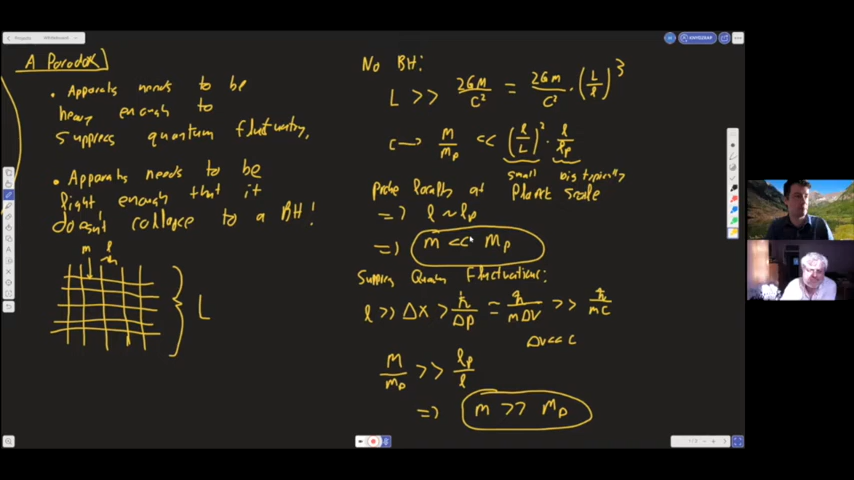 A Paradox
• Apparatus needs to be
heavy enough to
suppress quantum fluctuations.
• Apparatus needs to be
light enough that it
doesn't collapse to a BH!
m l
L
No BH:
L >> 2GM/c² = 2GM/c² · (L/l)³
m/mp << (l/L)² · l/lp
small big typically
Probe locally at Planck scale
=> l ~ lp
=> m << mp
Suppress Quantum Fluctuations:
l >> Δx > ħ/Δp = ħ/mΔv >> ħ/mc
Δv << c
m/mp >> lp/l
=> m >> mp